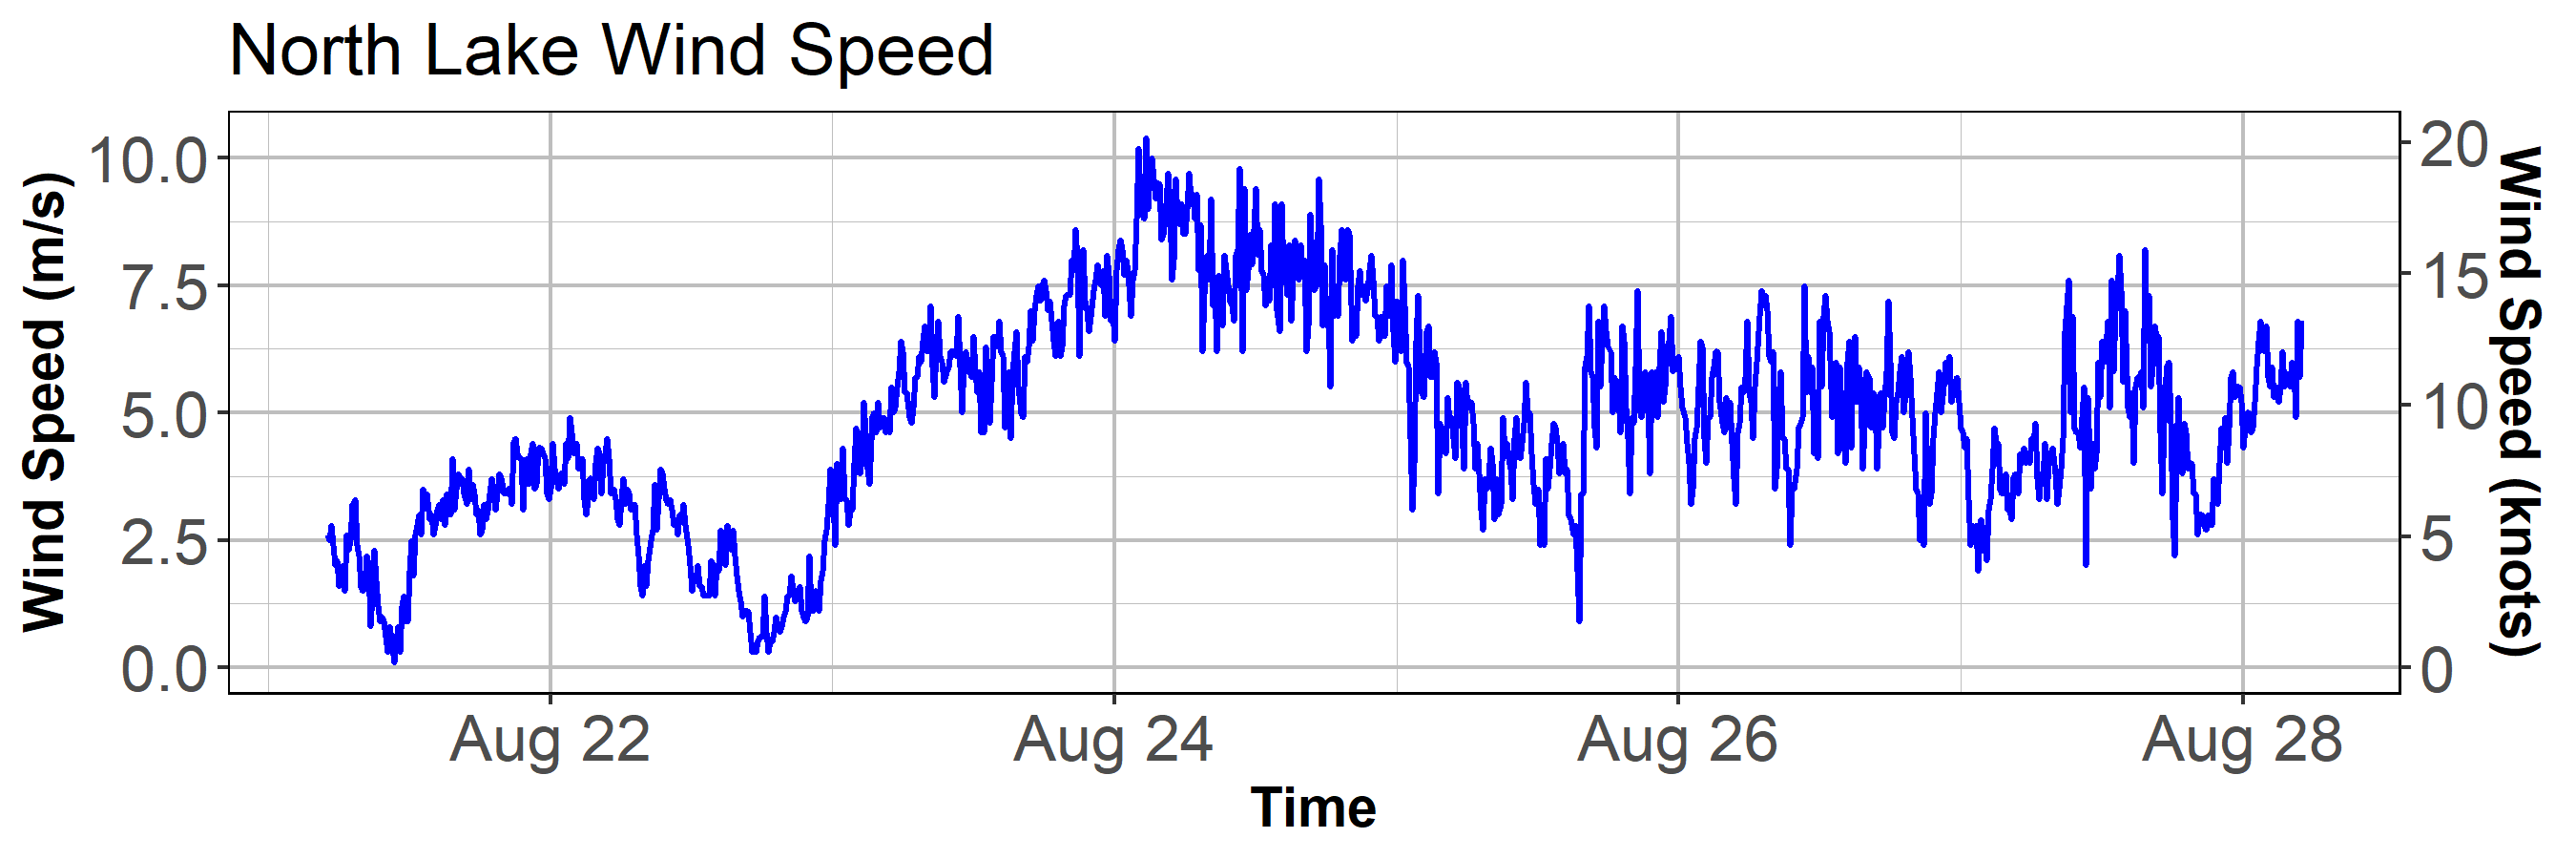 North Lake Wind Speed
Wind Speed (m/s)
10.0
7.5
5.0
2.5
0.0
20
15
10
5
0
Wind Speed (knots)
Aug 22
Aug 24
Aug 26
Aug 28
Time